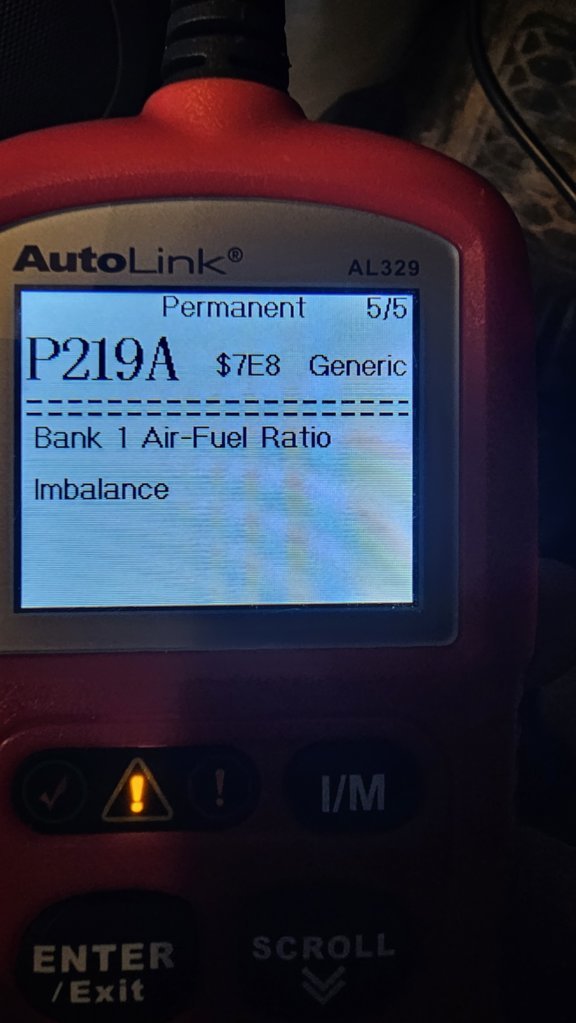 AutoLink®
AL329
Permanent 5/5
P219A $7E8 Generic
Bank 1 Air-Fuel Ratio
Imbalance
I/M
ENTER
/Exit
SCROLL